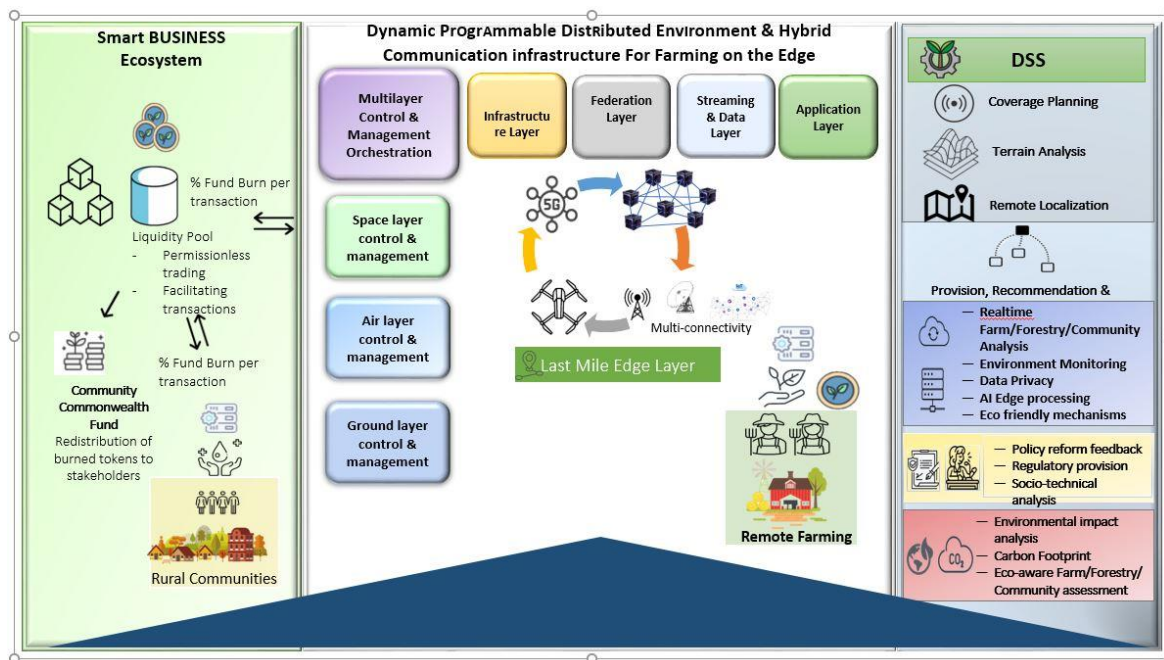 Smart BUSINESS
Ecosystem
% Fund Burn per
transaction
Liquidity Pool
- Permissionless
trading
- Facilitating
transactions
% Fund Burn per
transaction
Community
Commonwealth
Fund
Redistribution of
burned tokens to
stakeholders
Rural Communities
Dynamic PrOgrAmmable DistRibuted EnvIronment & Hybrid
Communication infrastructure For Farming on the Edge
Multilayer
Control &
Management
Orchestration
Infrastructu
re Layer
Federation
Layer
Streaming
& Data
Layer
Application
Layer
Space layer
control &
management
Air layer
control &
management
Ground layer
control &
management
5G
Multi-connectivity
Last Mile Edge Layer
Remote Farming
DSS
Coverage Planning
Terrain Analysis
Remote Localization
Provision, Recommendation &
— Realtime
Farm/Forestry/Community
Analysis
— Environment Monitoring
— Data Privacy
— AI Edge processing
— Eco friendly mechanisms
— Policy reform feedback
— Regulatory provision
— Socio-technical
analysis
— Environmental impact
analysis
— Carbon Footprint
— Eco-aware Farm/Forestry/
Community assessment
CO₂